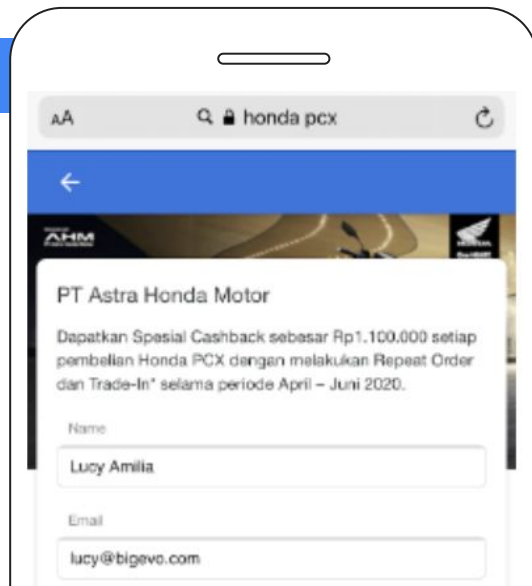 AA
honda pcx
AHM
HONDA
PT Astra Honda Motor
Dapatkan Spesial Cashback sebesar Rp1.100.000 setiap
pembelian Honda PCX dengan melakukan Repeat Order
dan Trade-In* selama periode April – Juni 2020.
Name
Lucy Amilia
Email
lucy@bigevo.com